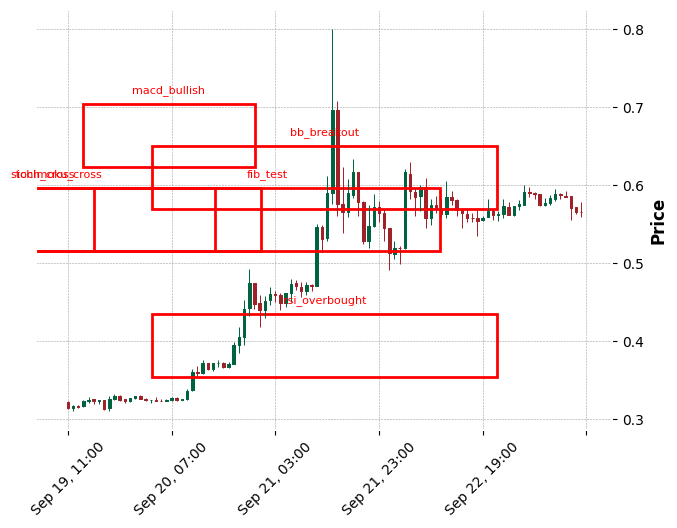 0.8
macd_bullish
0.7
bb_breakout
fib_test
0.6
Price
0.5
rsi_overbought
0.4
0.3
Sep 19, 11:00
Sep 20, 07:00
Sep 21, 03:00
Sep 21, 23:00
Sep 22, 19:00